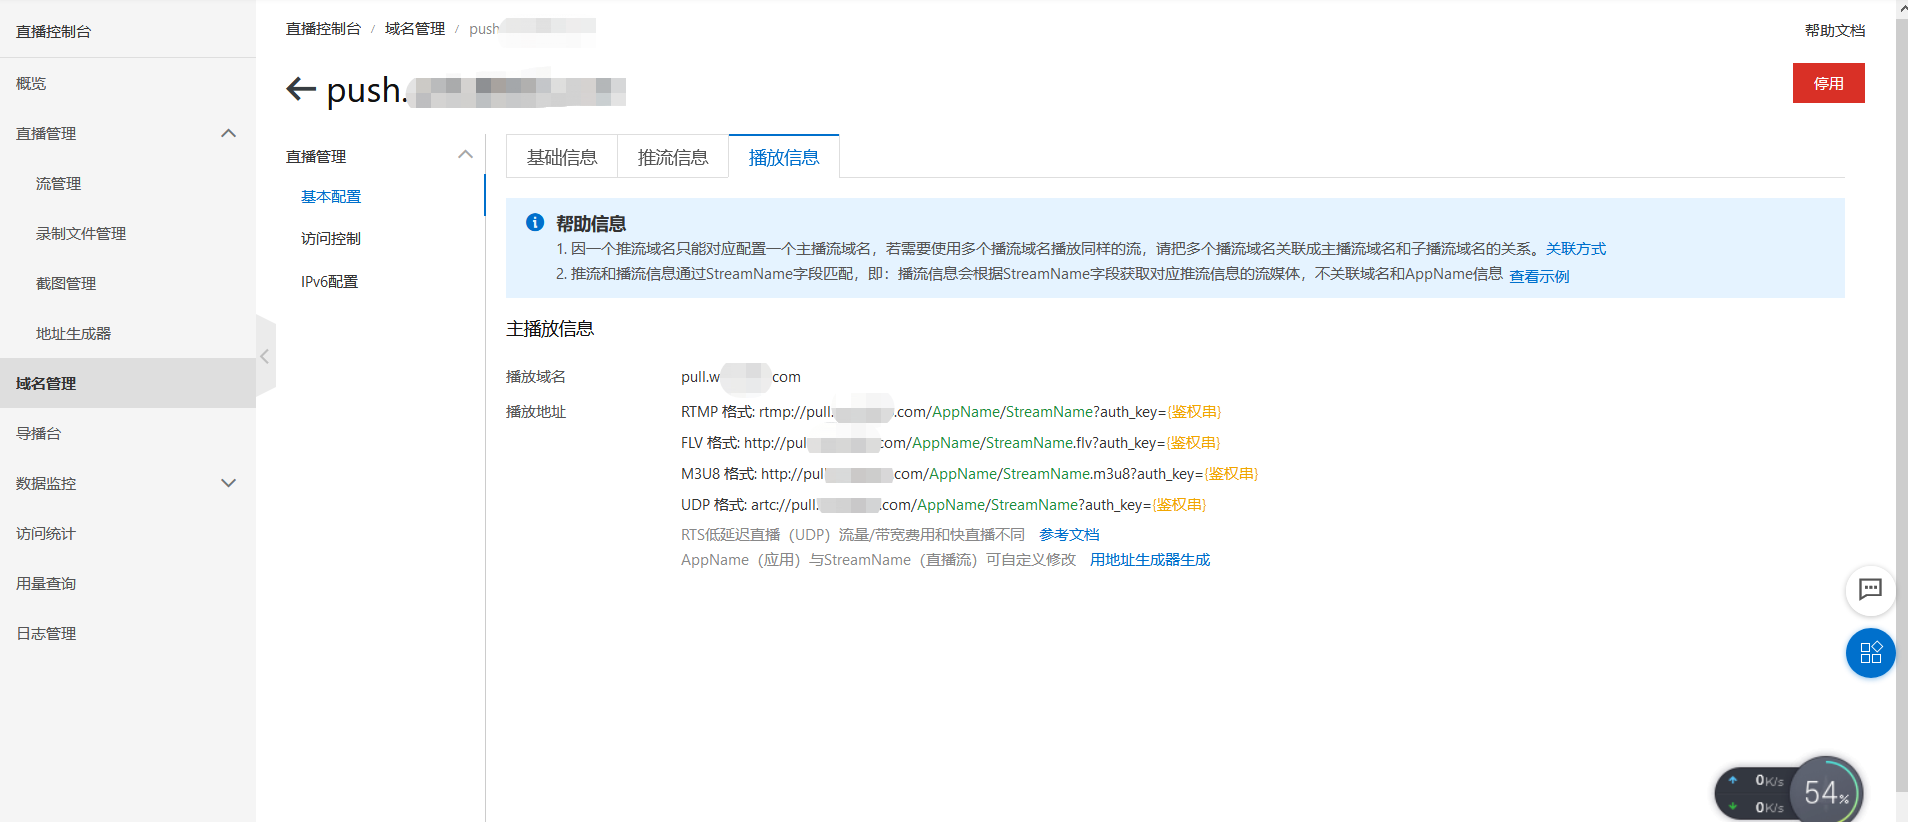 直播控制台
概览
直播管理
流管理
录制文件管理
截图管理
地址生成器
域名管理
导播台
数据监控
访问统计
用量查询
日志管理
直播控制台 / 域名管理 / push
帮助文档
push.
停用
直播管理
基本配置
访问控制
IPv6配置
基础信息 推流信息 播放信息
帮助信息
1. 因一个推流域名只能对应配置一个主播流域名，若需要使用多个播流域名播放同样的流，请把多个播流域名关联成主播流域名和子播流域名的关系。关联方式
2. 推流和播流信息通过StreamName字段匹配，即：播流信息会根据StreamName字段获取对应推流信息的流媒体，不关联域名和AppName信息 查看示例
主播放信息
播放域名 pull.w com
播放地址 RTMP 格式: rtmp://pull. .com/AppName/StreamName?auth_key={鉴权串}
FLV 格式: http://pul com/AppName/StreamName.flv?auth_key={鉴权串}
M3U8 格式: http://pul .com/AppName/StreamName.m3u8?auth_key={鉴权串}
UDP 格式: artc://pull. .com/AppName/StreamName?auth_key={鉴权串}
RTS低延迟直播（UDP）流量/带宽费用和快直播不同 参考文档
AppName（应用）与StreamName（直播流）可自定义修改 用地址生成器生成
0K/s
0K/s
54%